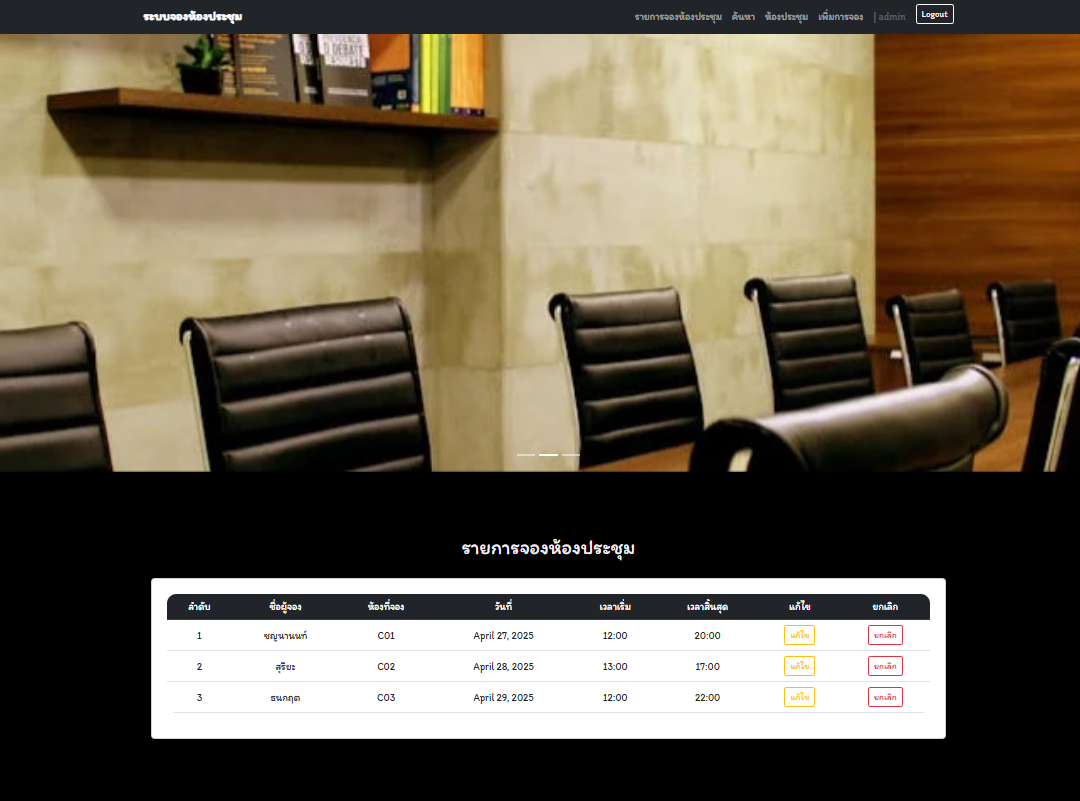 ระบบจองห้องประชุม รายการจองห้องประชุม ค้นหา ห้องประชุม เพิ่มการจอง | admin Logout
O DEBATE
DESONESTO
รายการจองห้องประชุม
ลำดับ ชื่อผู้จอง ห้องที่จอง วันที่ เวลาเริ่ม เวลาสิ้นสุด แก้ไข ยกเลิก
1 ชญานนท์ C01 April 27, 2025 12:00 20:00 แก้ไข ยกเลิก
2 สุริยะ C02 April 28, 2025 13:00 17:00 แก้ไข ยกเลิก
3 ธนกฤต C03 April 29, 2025 12:00 22:00 แก้ไข ยกเลิก